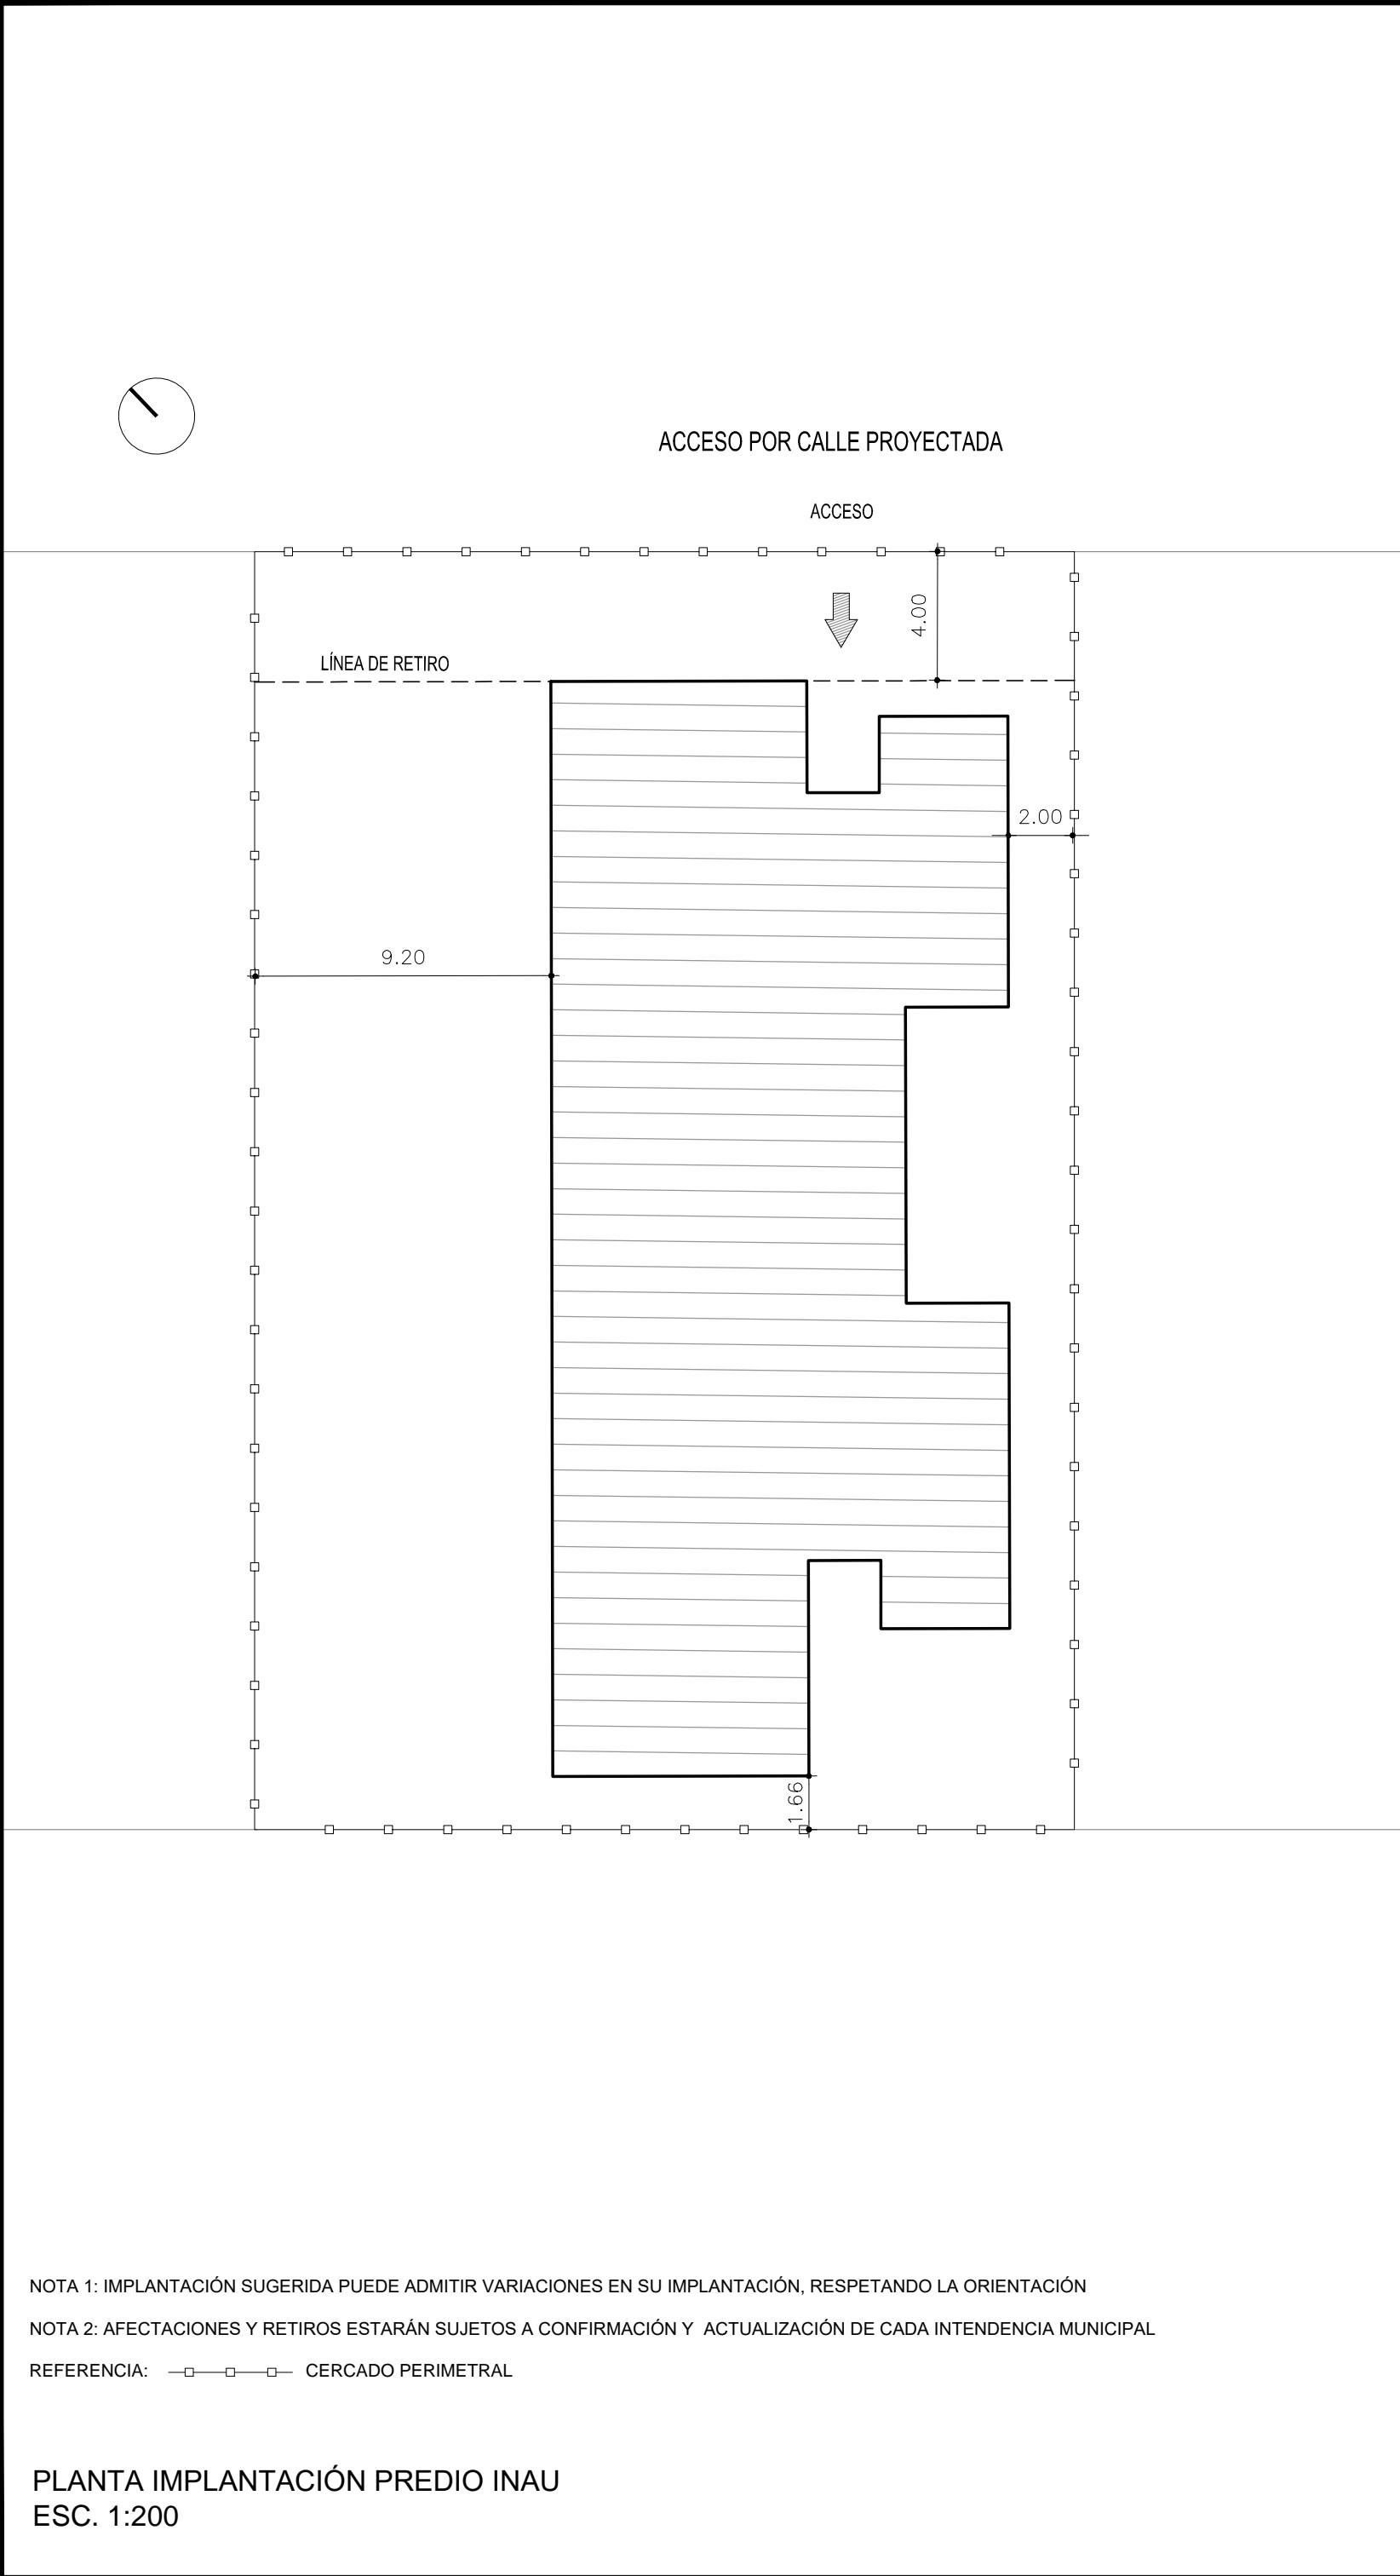 ACCESO POR CALLE PROYECTADA
ACCESO
4.00
LÍNEA DE RETIRO
2.00
9.20
1.66
NOTA 1: IMPLANTACIÓN SUGERIDA PUEDE ADMITIR VARIACIONES EN SU IMPLANTACIÓN, RESPETANDO LA ORIENTACIÓN
NOTA 2: AFECTACIONES Y RETIROS ESTARÁN SUJETOS A CONFIRMACIÓN Y ACTUALIZACIÓN DE CADA INTENDENCIA MUNICIPAL
REFERENCIA: CERCADO PERIMETRAL
PLANTA IMPLANTACIÓN PREDIO INAU
ESC. 1:200